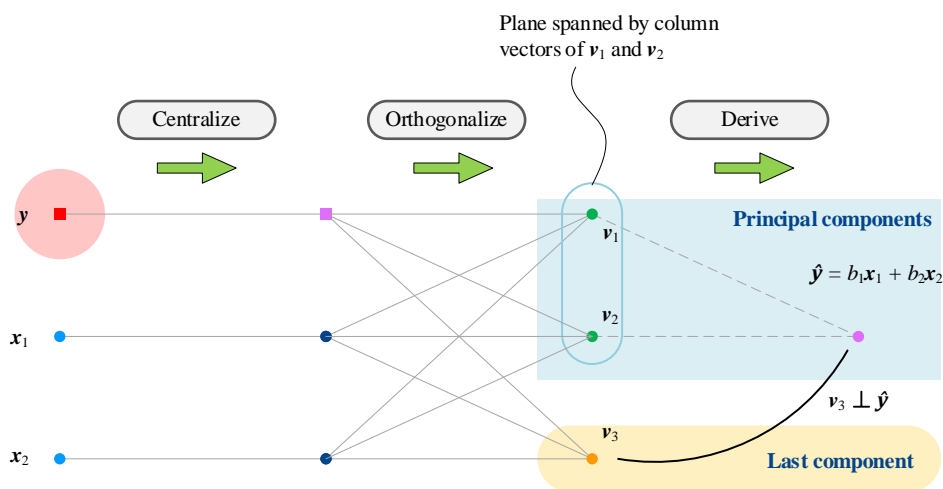 Plane spanned by column
vectors of v₁ and v₂
Centralize
Orthogonalize
Derive
y
Principal components
v₁
ŷ = b₁x₁ + b₂x₂
x₁
v₂
v₃ ⊥ ŷ
x₂
v₃
Last component